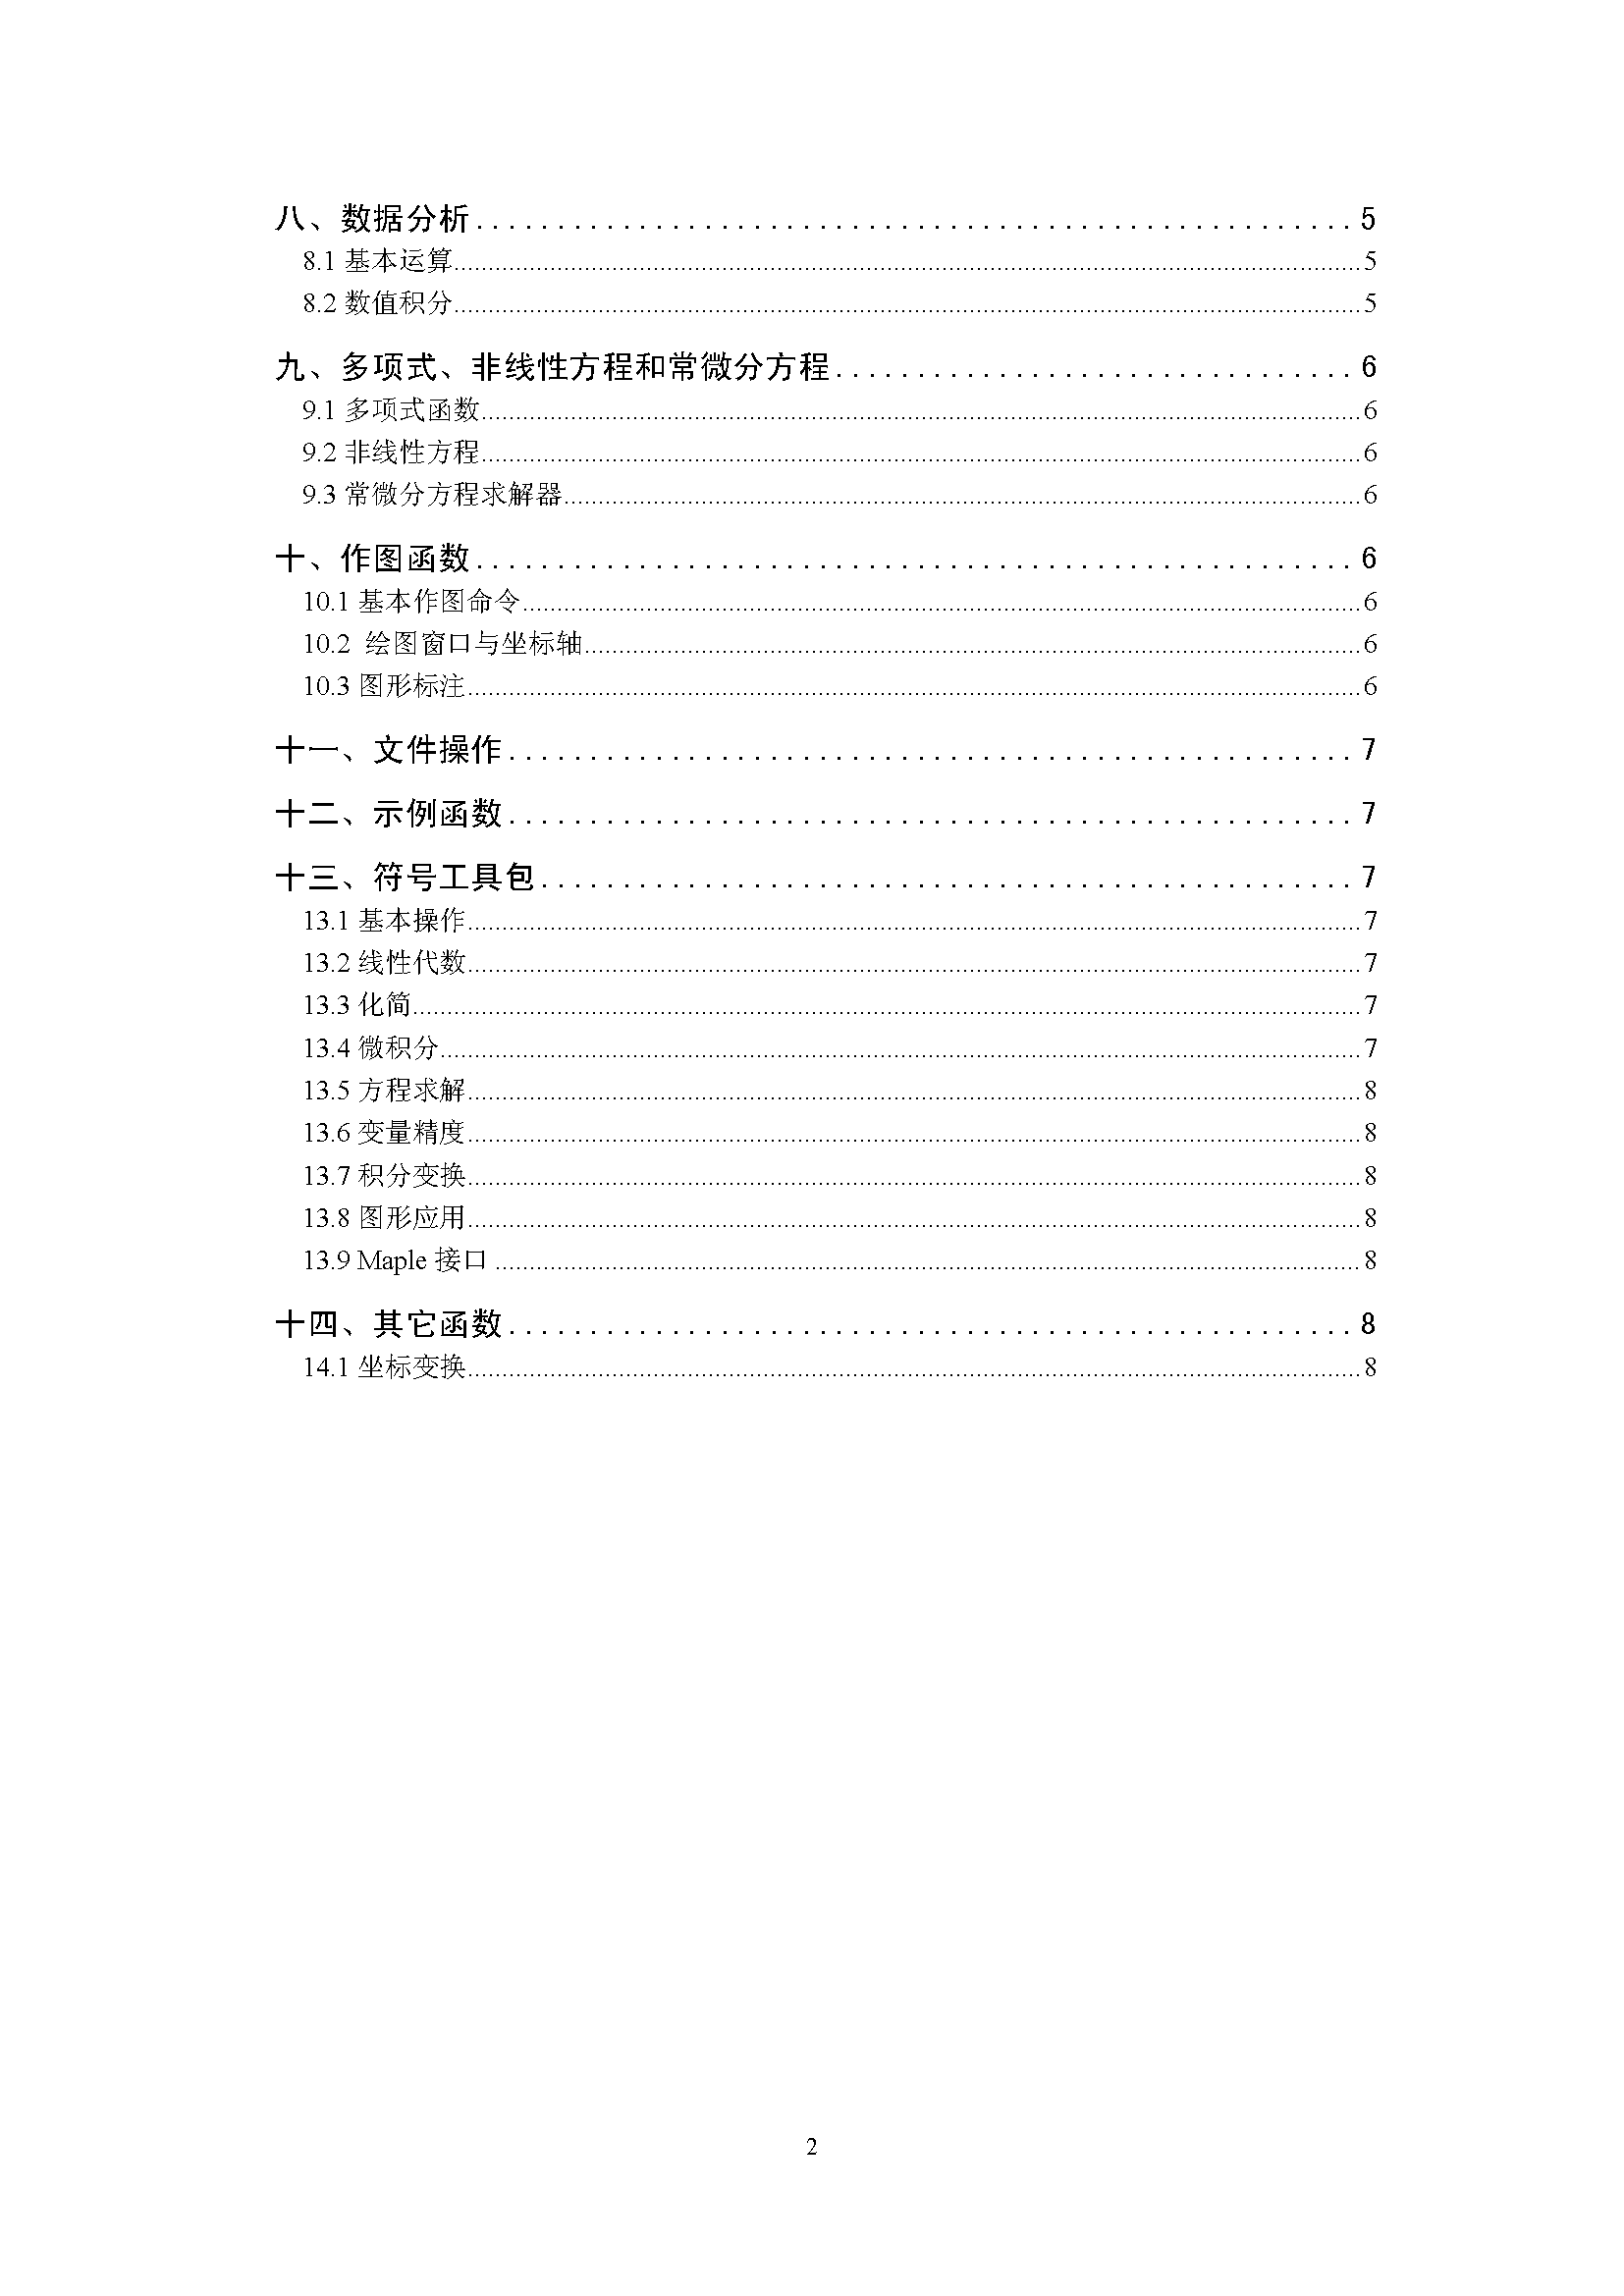 八、数据分析......................................................5
8.1 基本运算......................................................5
8.2 数值积分......................................................5
九、多项式、非线性方程和常微分方程................................6
9.1 多项式函数....................................................6
9.2 非线性方程....................................................6
9.3 常微分方程求解器..............................................6
十、作图函数......................................................6
10.1 基本作图命令.................................................6
10.2 绘图窗口与坐标轴.............................................6
10.3 图形标注.....................................................6
十一、文件操作....................................................7
十二、示例函数....................................................7
十三、符号工具包..................................................7
13.1 基本操作.....................................................7
13.2 线性代数.....................................................7
13.3 化简.........................................................7
13.4 微积分.......................................................7
13.5 方程求解.....................................................8
13.6 变量精度.....................................................8
13.7 积分变换.....................................................8
13.8 图形应用.....................................................8
13.9 Maple 接口...................................................8
十四、其它函数....................................................8
14.1 坐标变换.....................................................8
2